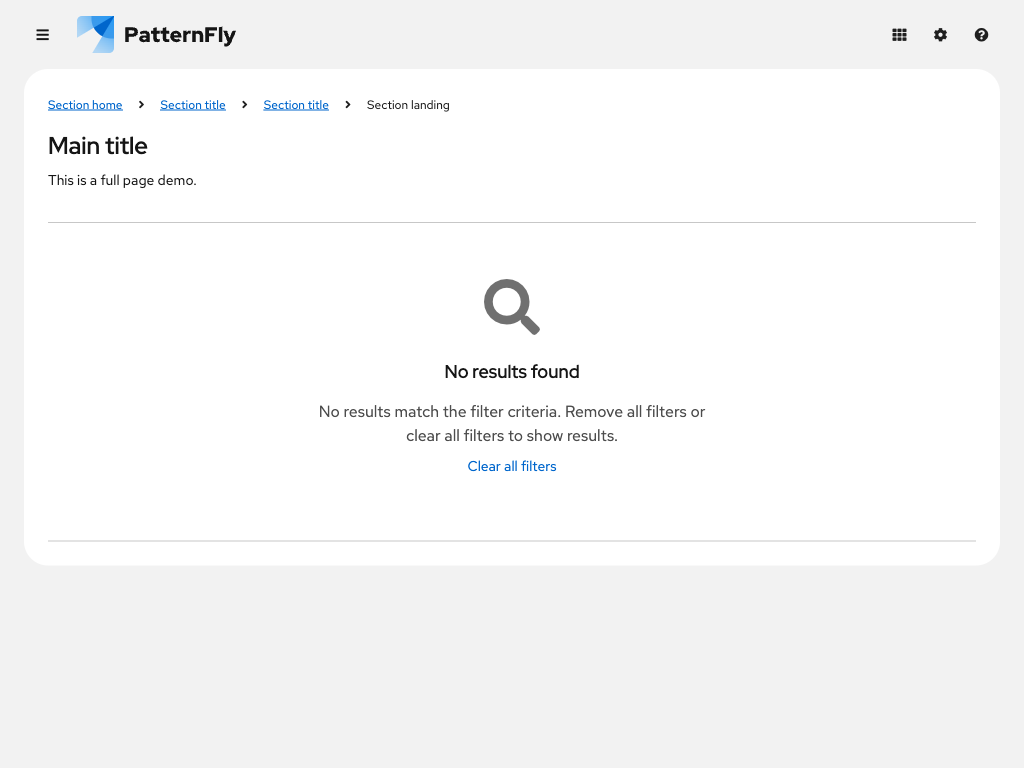 PatternFly
Section home Section title Section title Section landing
Main title
This is a full page demo.
No results found
No results match the filter criteria. Remove all filters or
clear all filters to show results.
Clear all filters